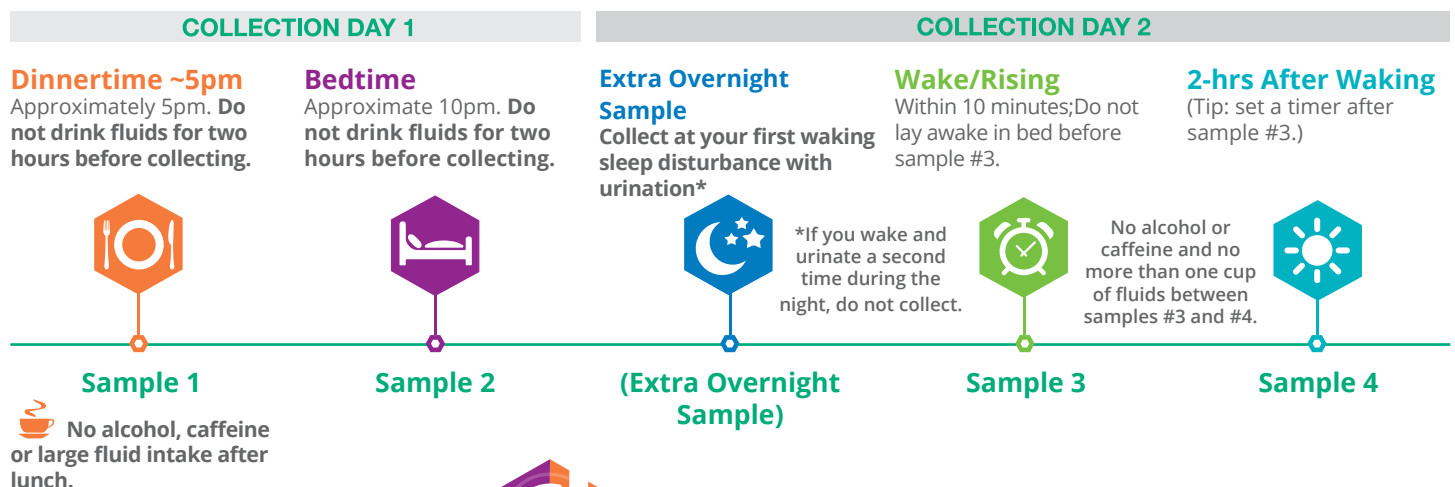 COLLECTION DAY 1
COLLECTION DAY 2
Dinnertime ~5pm
Approximately 5pm. Do
not drink fluids for two
hours before collecting.
Bedtime
Approximate 10pm. Do
not drink fluids for two
hours before collecting.
Extra Overnight
Sample
Collect at your first waking
sleep disturbance with
urination*
Wake/Rising
Within 10 minutes;Do not
lay awake in bed before
sample #3.
2-hrs After Waking
(Tip: set a timer after
sample #3.)
*If you wake and
urinate a second
time during the
night, do not collect.
No alcohol or
caffeine and no
more than one cup
of fluids between
samples #3 and #4.
Sample 1
Sample 2
(Extra Overnight
Sample)
Sample 3
Sample 4
No alcohol, caffeine
or large fluid intake after
lunch.